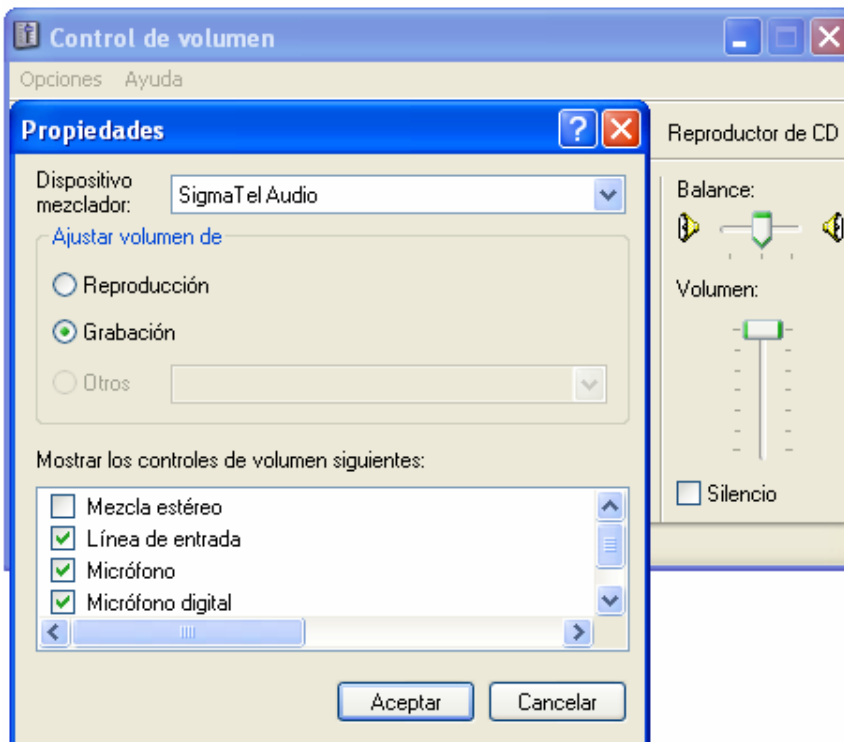 Control de volumen
Opciones Ayuda
Propiedades
Reproductor de CD
Dispositivo
mezclador:
SigmaTel Audio
Balance:
Ajustar volumen de
Reproducción
Volumen:
Grabación
Otros
Mostrar los controles de volumen siguientes:
Mezcla estéreo
Silencio
Línea de entrada
Micrófono
Micrófono digital
Aceptar
Cancelar